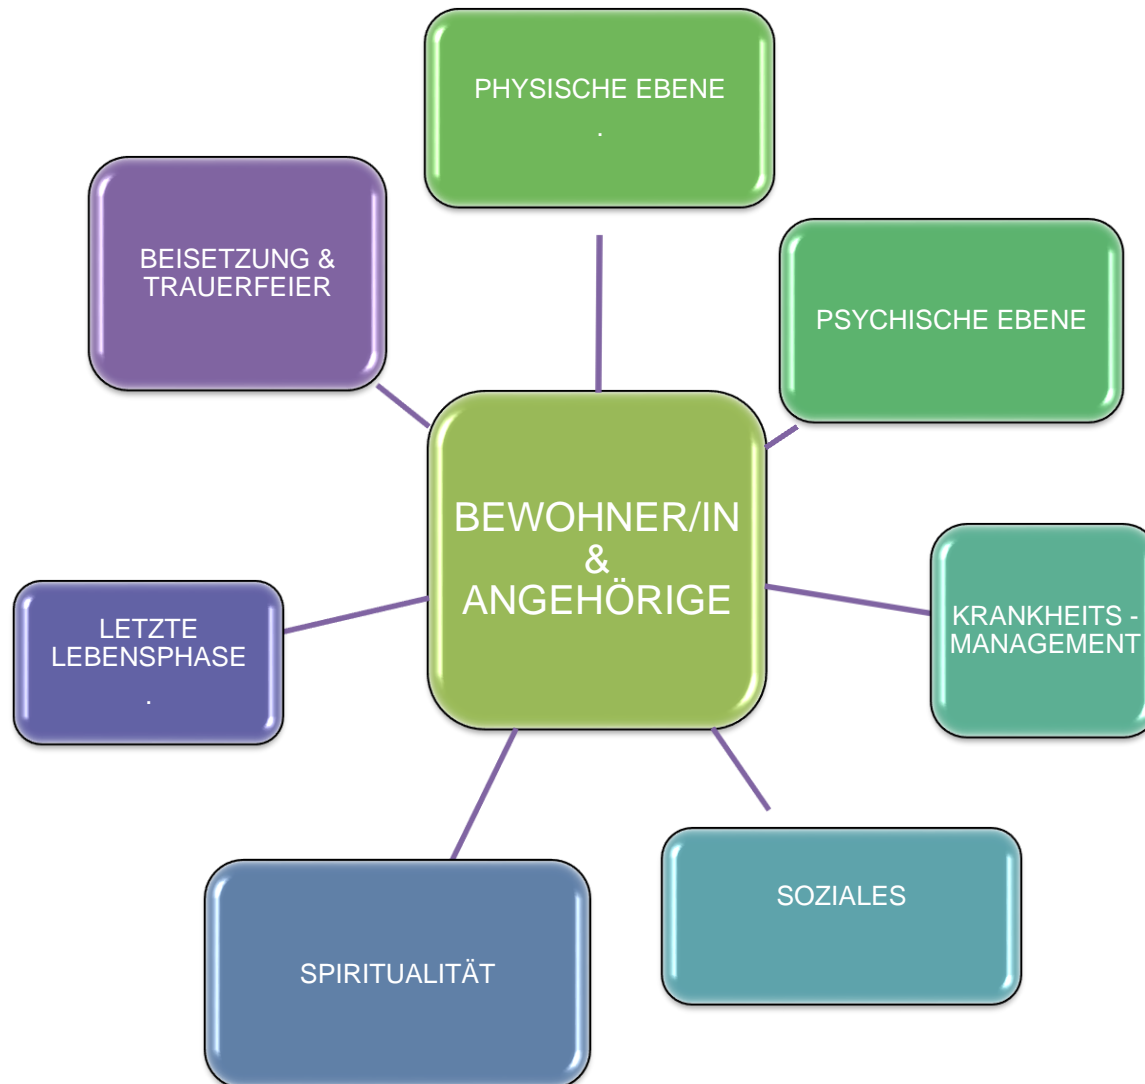 PHYSISCHE EBENE
.
BEISETZUNG &
TRAUERFEIER
PSYCHISCHE EBENE
BEWOHNER/IN
&
ANGEHÖRIGE
KRANKHEITS -
MANAGEMENT
LETZTE
LEBENSPHASE
.
SOZIALES
SPIRITUALITÄT